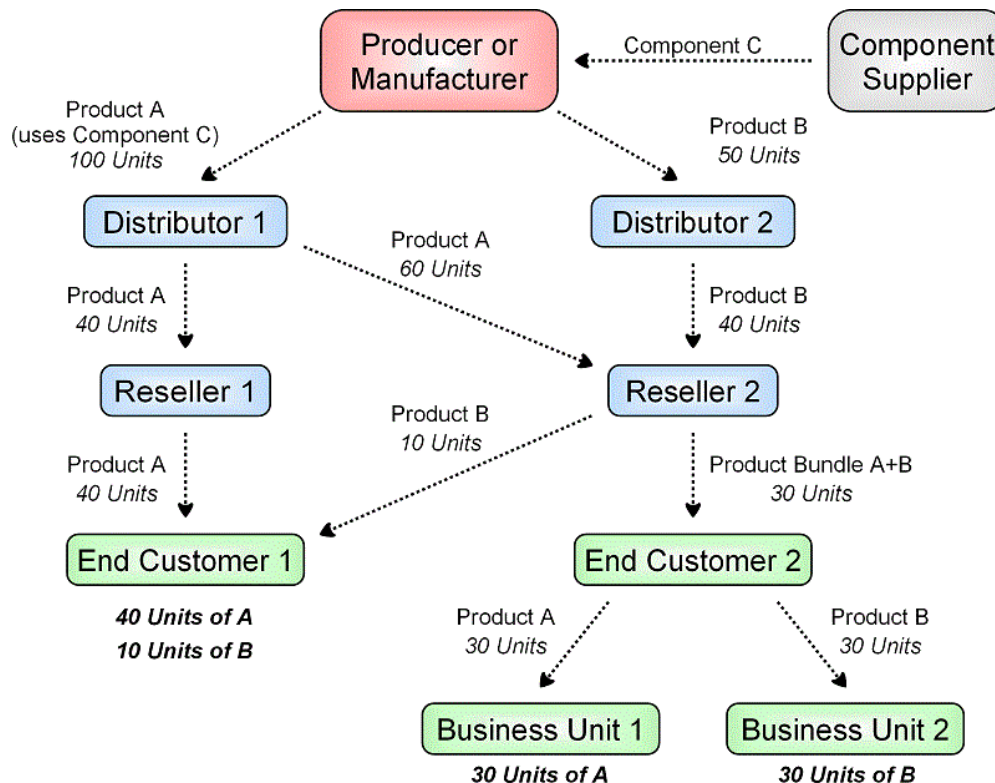 Producer or
Manufacturer
Component C
Component
Supplier
Product A
(uses Component C)
100 Units
Product B
50 Units
Distributor 1
Distributor 2
Product A
60 Units
Product A
40 Units
Product B
40 Units
Reseller 1
Reseller 2
Product B
10 Units
Product A
40 Units
Product Bundle A+B
30 Units
End Customer 1
End Customer 2
40 Units of A
10 Units of B
Product A
30 Units
Product B
30 Units
Business Unit 1
Business Unit 2
30 Units of A
30 Units of B